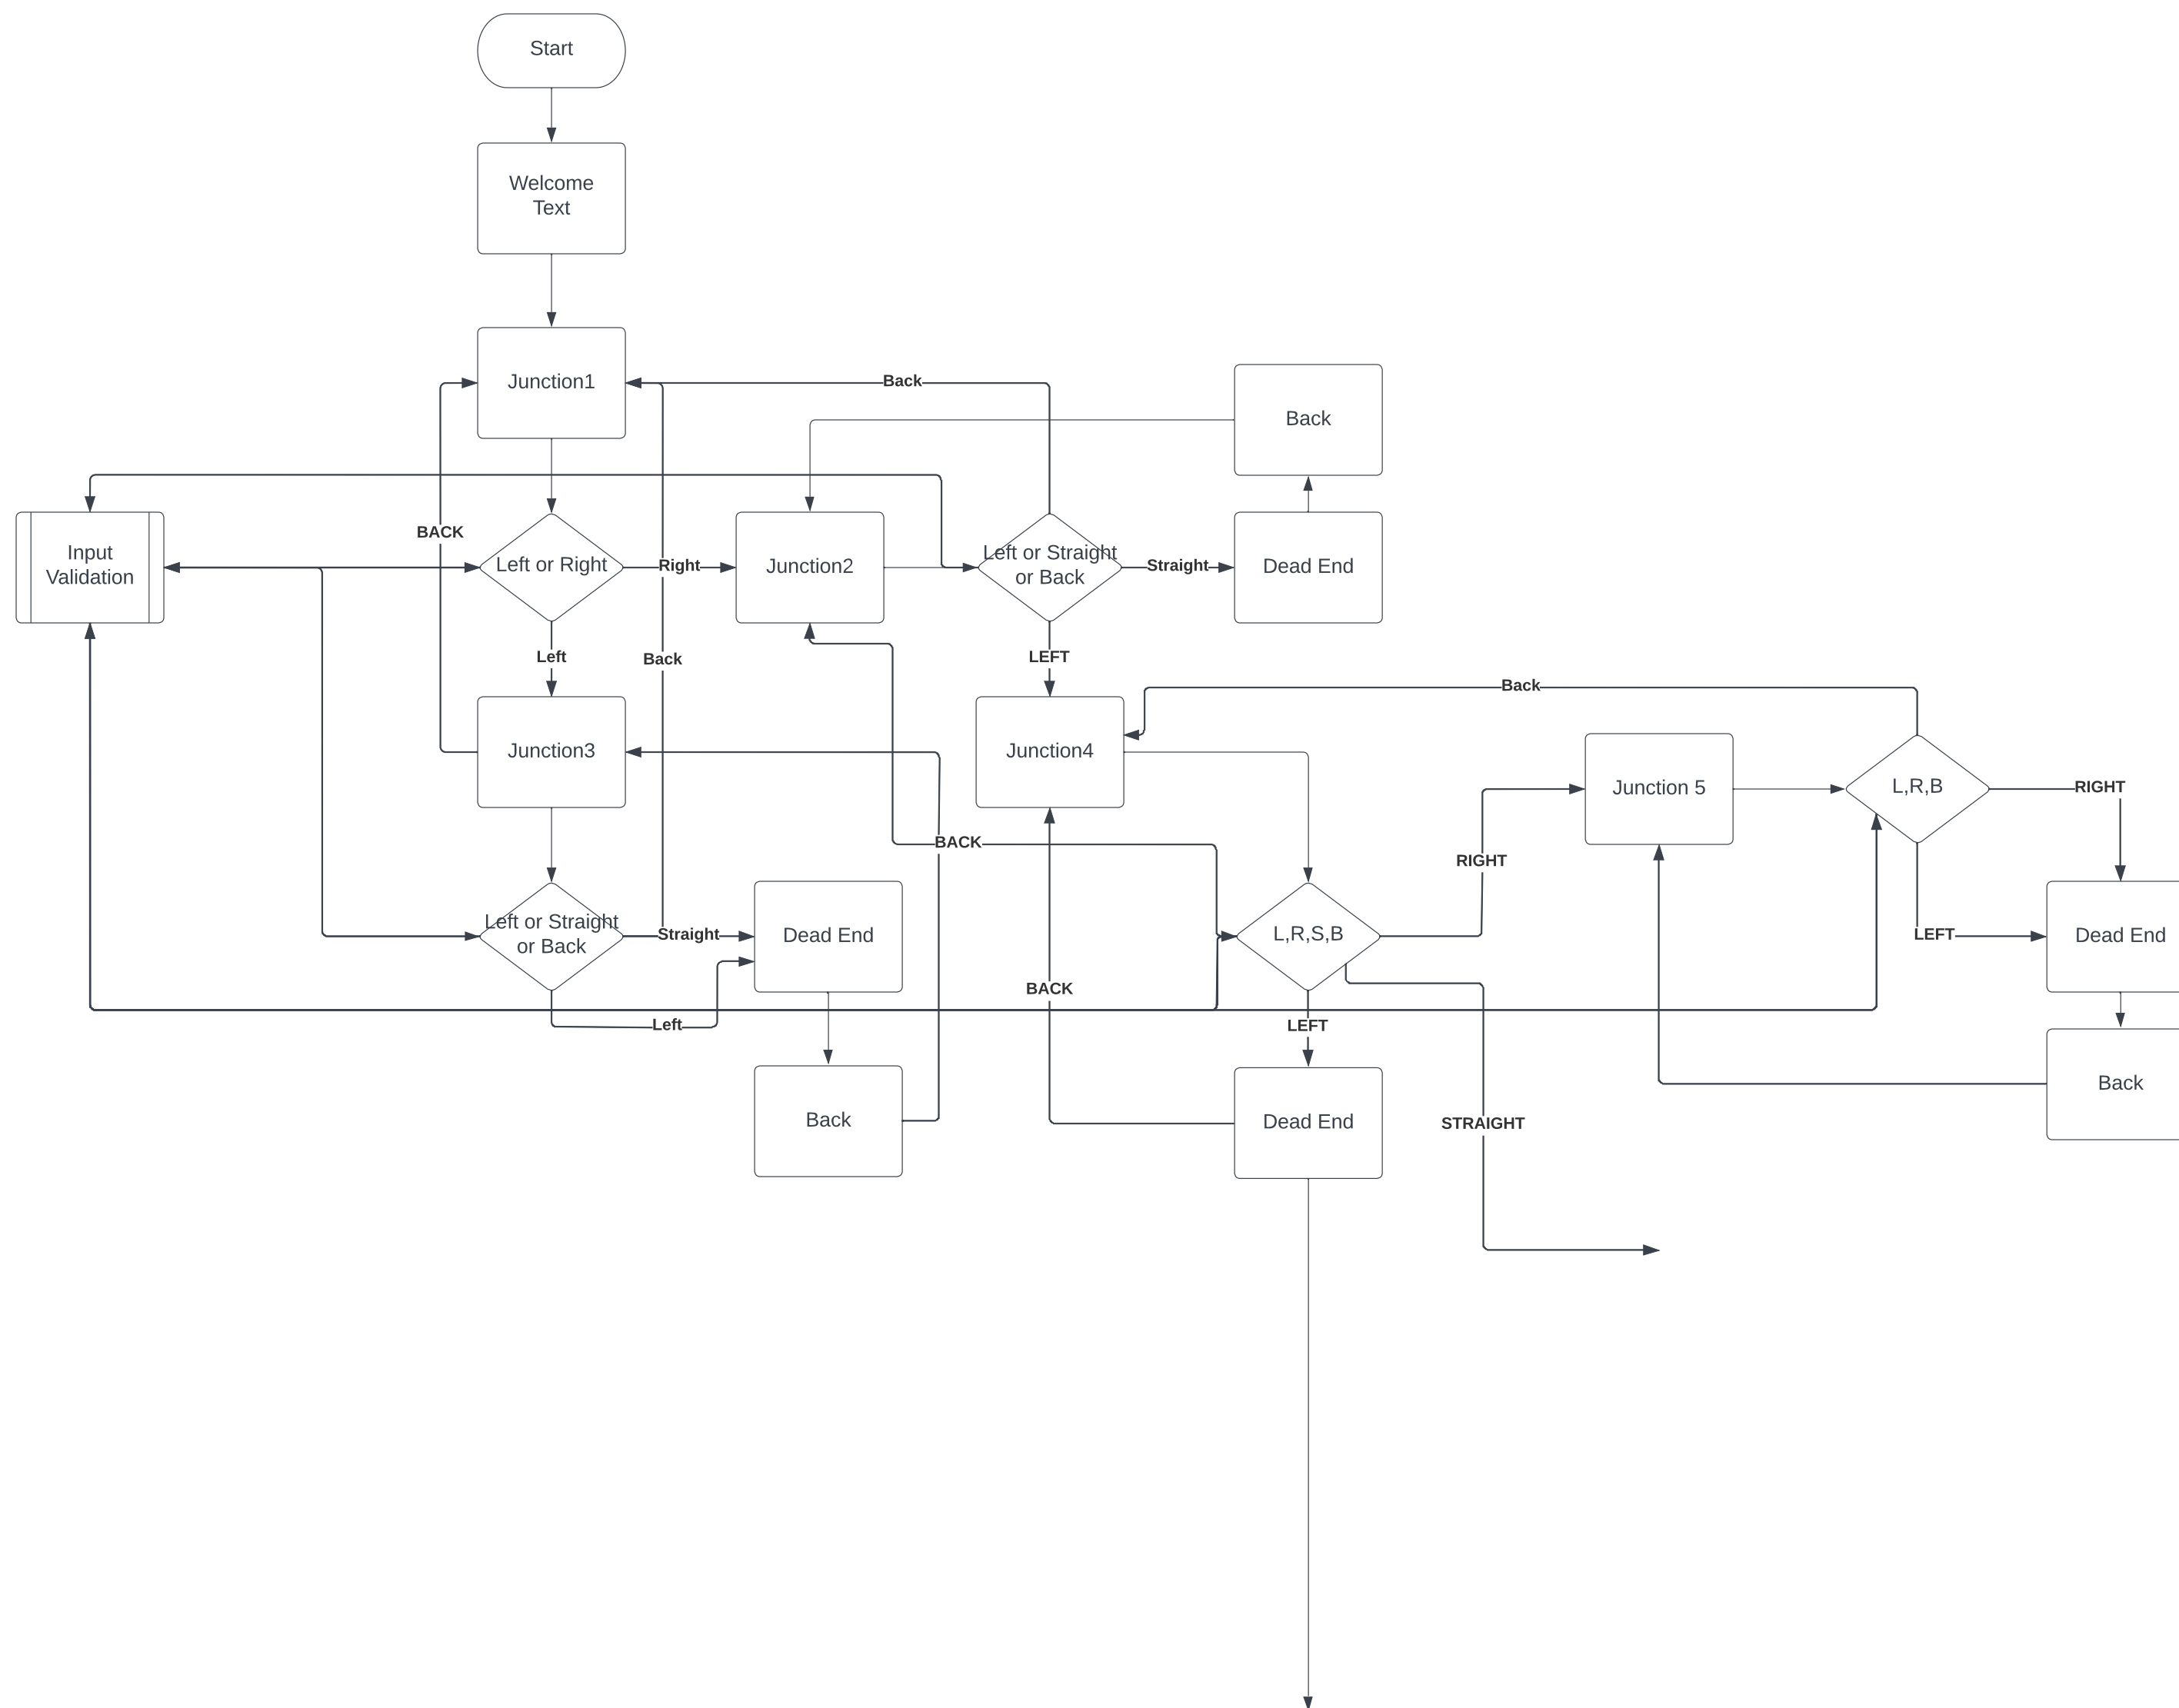 Start
Welcome
Text
Junction1
Back
Back
BACK
Input
Validation
Left or Right
Right
Junction2
Left or Straight
or Back
Straight
Dead End
Left
Back
LEFT
Back
Junction3
Junction4
Junction 5
L,R,B
RIGHT
BACK
RIGHT
Left or Straight
or Back
Straight
Dead End
L,R,S,B
LEFT
Dead End
BACK
Left
LEFT
Back
Back
Dead End
STRAIGHT